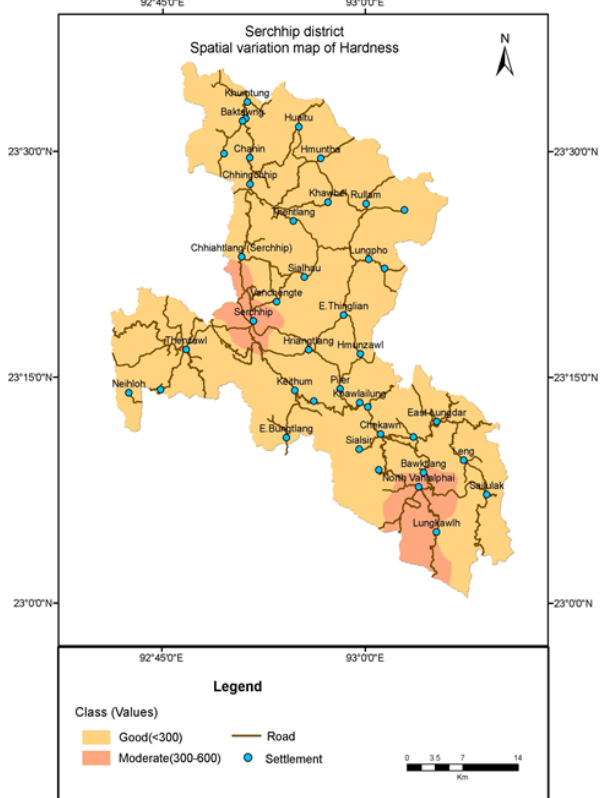 92°45'0"E 93°0'0"E
Serchhip district
Spatial variation map of Hardness
N
Khumtung
Baktawng
Hualtu
23°30'0"N 23°30'0"N
Chanin
Hmuntha
Chhingchhip
Khawbel
Rullam
Thentlang
Chhiahtlang (Serchhip)
Lungpho
Sialhau
Vanchengte
Serchhip
E.Thinglian
Thenzawl
Hriangtlang
Hmunzawl
23°15'0"N 23°15'0"N
Neihloh
Keithum
Piler
Khawlailung
East Lungdar
E.Bungtlang
Chekawn
Sialsir
Leng
Bawktlang
North Vanlaiphai
Sailulak
Lungkawlh
23°0'0"N 23°0'0"N
92°45'0"E 93°0'0"E
Legend
Class (Values)
Good(<300)
Road
Moderate(300-600)
Settlement
0 3.5 7 14
Km